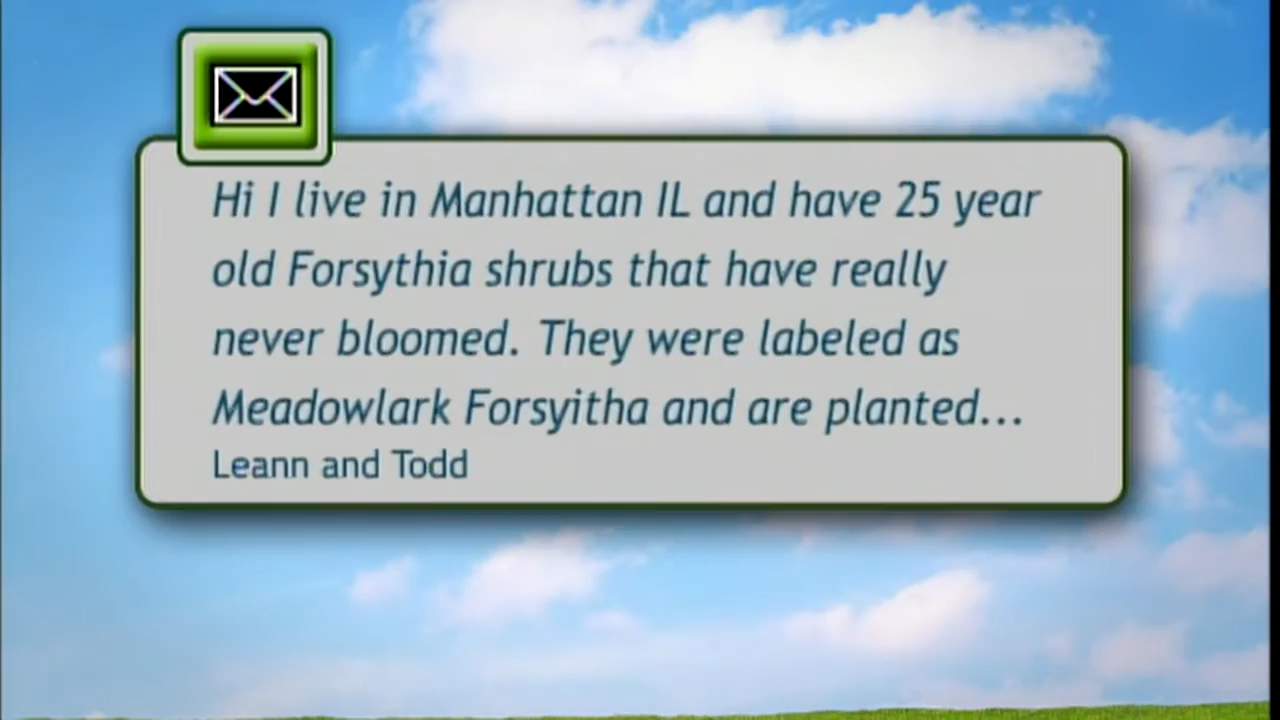 Hi I live in Manhattan IL and have 25 year
old Forsythia shrubs that have really
never bloomed. They were labeled as
Meadowlark Forsyitha and are planted...
Leann and Todd